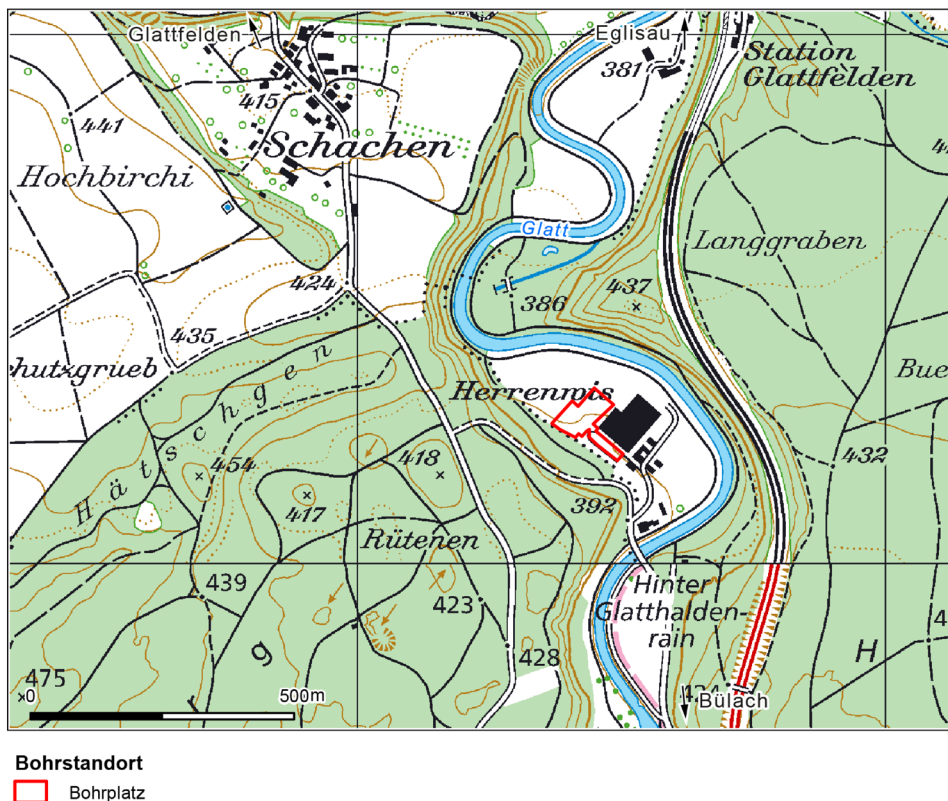 Glattfelden
Eglisau
381
Station
Glattfelden
415
441
Schachen
Hochbirchi
Glatt
Langgraben
424
386
437
435
hutzgrueb
Hätschgen
Herrenwis
Bue
454
418
432
417
392
Rütenen
439
423
Hinter
Glatthalden-
rain
428
H
g
r
475
Bülach
0
500m
Bohrstandort
Bohrplatz